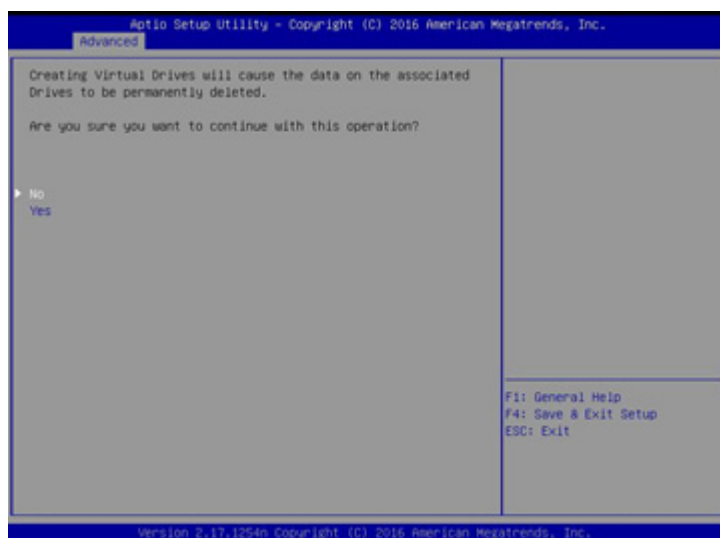 Aptio Setup Utility - Copyright (C) 2016 American Megatrends, Inc.
Advanced
Creating Virtual Drives will cause the data on the associated
Drives to be permanently deleted.
Are you sure you want to continue with this operation?
No
Yes
F1: General Help
F4: Save & Exit Setup
ESC: Exit
Version 2.17.1254n Copyright (C) 2016 American Megatrends, Inc.